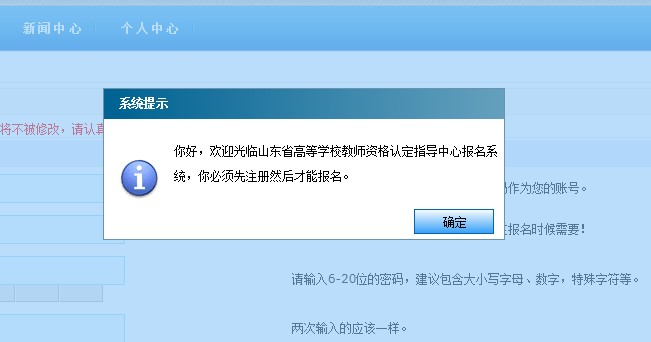 新闻中心 个人中心
系统提示
将不被修改，请认真
你好，欢迎光临山东省高等学校教师资格认定指导中心报名系
统，你必须先注册然后才能报名。
作为您的账号。
确定
报名时候需要！
请输入6-20位的密码，建议包含大小写字母、数字，特殊字符等。
两次输入的应该一样。